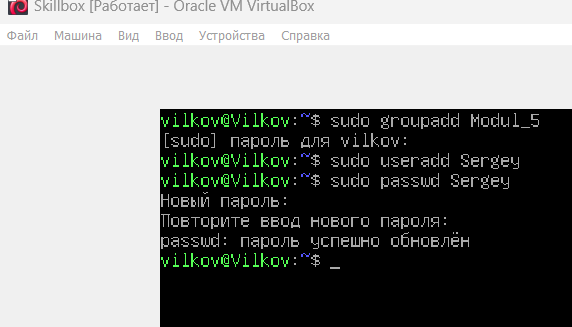 Skillbox [Работает] - Oracle VM VirtualBox
Файл Машина Вид Ввод Устройства Справка
vilkov@Vilkov:~$ sudo groupadd Modul_5
[sudo] пароль для vilkov:
vilkov@Vilkov:~$ sudo useradd Sergey
vilkov@Vilkov:~$ sudo passwd Sergey
Новый пароль:
Повторите ввод нового пароля:
passwd: пароль успешно обновлён
vilkov@Vilkov:~$ _